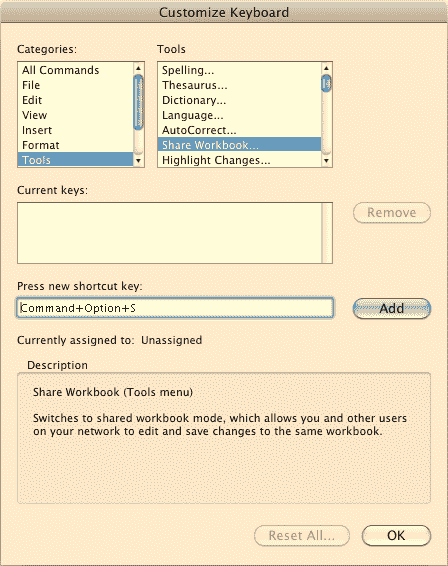 Customize Keyboard
Categories:
Tools
All Commands
File
Edit
View
Insert
Format
Tools
Spelling...
Thesaurus...
Dictionary...
Language...
AutoCorrect...
Share Workbook...
Highlight Changes...
Current keys:
Remove
Press new shortcut key:
Command+Option+S
Add
Currently assigned to: Unassigned
Description
Share Workbook (Tools menu)
Switches to shared workbook mode, which allows you and other users
on your network to edit and save changes to the same workbook.
Reset All...
OK